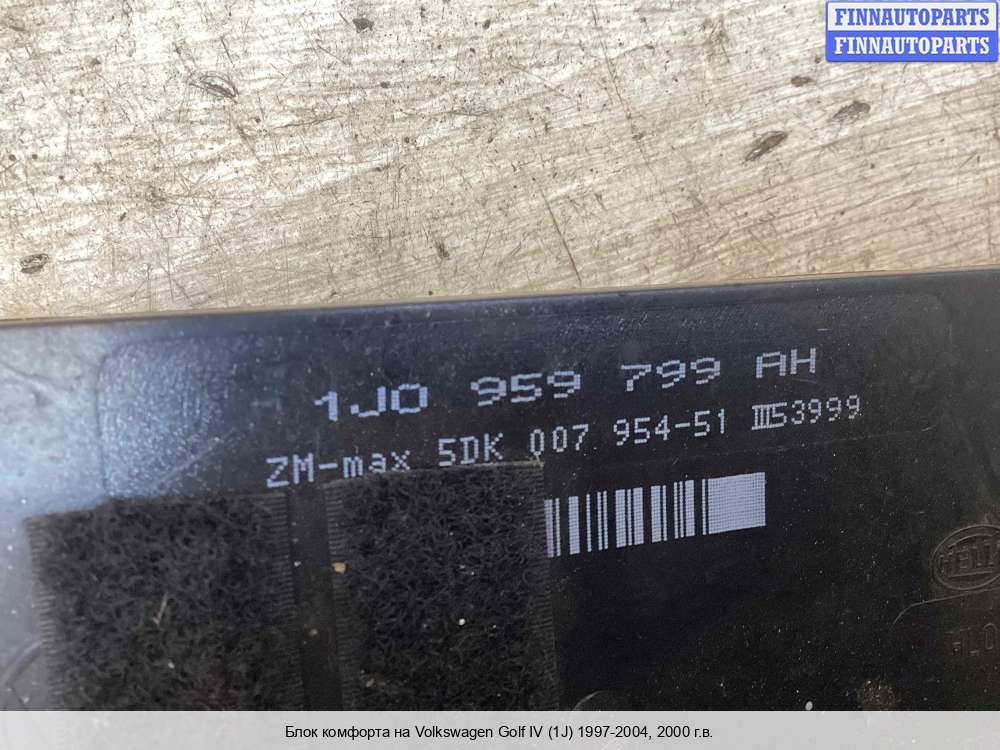 FINNAUTOPARTS
FINNAUTOPARTS
1J0 959 799 AH
ZM-max 5DK 007 954-51 III53999
Блок комфорта на Volkswagen Golf IV (1J) 1997-2004, 2000 г.в.